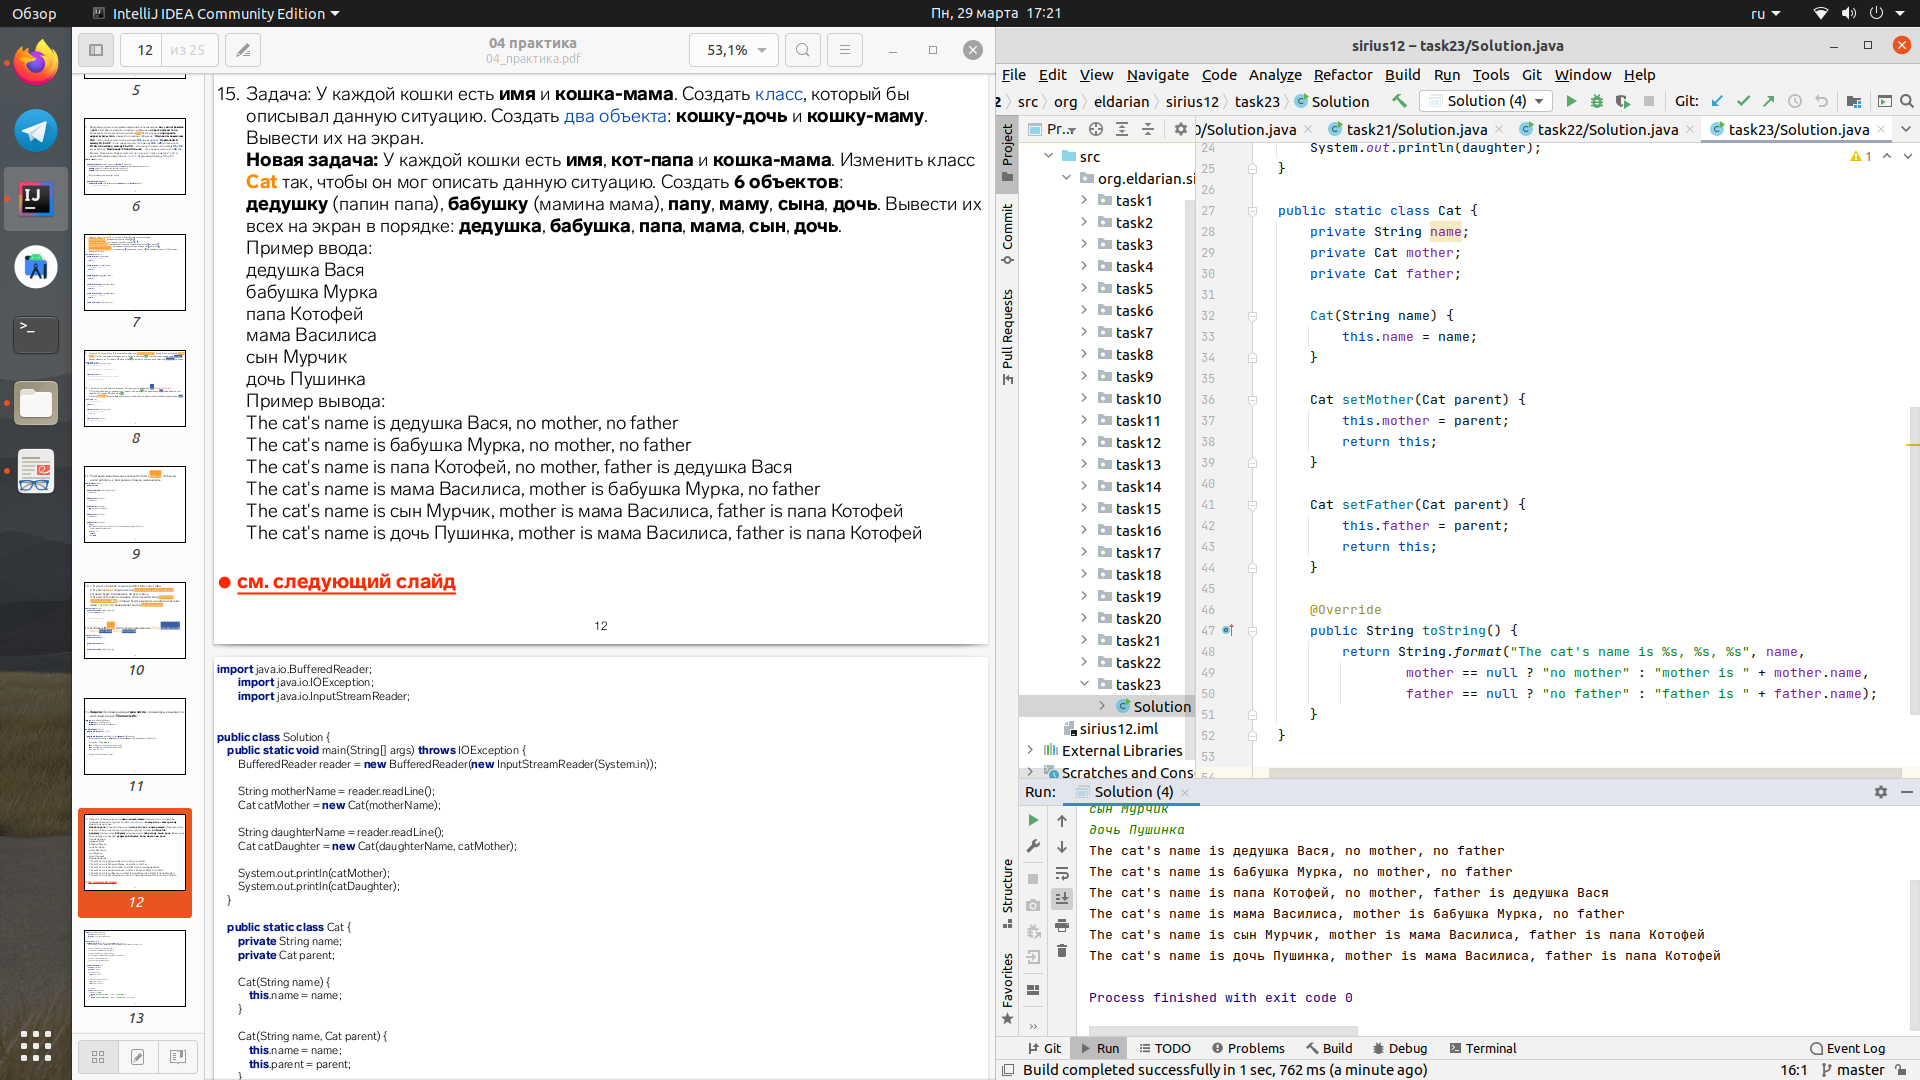 Обзор
IntelliJ IDEA Community Edition
Пн, 29 марта 17:21
ru
12
из 25
04 практика
04_практика.pdf
53,1%
5
6
7
8
9
10
11
12
13
15. Задача: У каждой кошки есть имя и кошка-мама. Создать класс, который бы
описывал данную ситуацию. Создать два объекта: кошку-дочь и кошку-маму.
Вывести их на экран.
Новая задача: У каждой кошки есть имя, кот-папа и кошка-мама. Изменить класс
Cat так, чтобы он мог описать данную ситуацию. Создать 6 объектов:
дедушку (папин папа), бабушку (мамина мама), папу, маму, сына, дочь. Вывести их
всех на экран в порядке: дедушка, бабушка, папа, мама, сын, дочь.
Пример ввода:
дедушка Вася
бабушка Мурка
папа Котофей
мама Василиса
сын Мурчик
дочь Пушинка
Пример вывода:
The cat's name is дедушка Вася, no mother, no father
The cat's name is бабушка Мурка, no mother, no father
The cat's name is папа Котофей, no mother, father is дедушка Вася
The cat's name is мама Василиса, mother is бабушка Мурка, no father
The cat's name is сын Мурчик, mother is мама Василиса, father is папа Котофей
The cat's name is дочь Пушинка, mother is мама Василиса, father is папа Котофей
● см. следующий слайд
12
import java.io.BufferedReader;
import java.io.IOException;
import java.io.InputStreamReader;
public class Solution {
public static void main(String[] args) throws IOException {
BufferedReader reader = new BufferedReader(new InputStreamReader(System.in));
String motherName = reader.readLine();
Cat catMother = new Cat(motherName);
String daughterName = reader.readLine();
Cat catDaughter = new Cat(daughterName, catMother);
System.out.println(catMother);
System.out.println(catDaughter);
}
public static class Cat {
private String name;
private Cat parent;
Cat(String name) {
this.name = name;
}
Cat(String name, Cat parent) {
this.name = name;
this.parent = parent;
}
sirius12 – task23/Solution.java
File Edit View Navigate Code Analyze Refactor Build Run Tools Git Window Help
2 src org eldarian sirius12 task23 Solution
Solution (4)
Git:
Pr...
0/Solution.java
task21/Solution.java
task22/Solution.java
task23/Solution.java
Project
Commit
Pull Requests
Structure
Favorites
src
org.eldarian.si
task1
task2
task3
task4
task5
task6
task7
task8
task9
task10
task11
task12
task13
task14
task15
task16
task17
task18
task19
task20
task21
task22
task23
Solution
sirius12.iml
External Libraries
Scratches and Cons
1
24 System.out.println(daughter);
25 }
26
27 public static class Cat {
28 private String name;
29 private Cat mother;
30 private Cat father;
31
32 Cat(String name) {
33 this.name = name;
34 }
35
36 Cat setMother(Cat parent) {
37 this.mother = parent;
38 return this;
39 }
40
41 Cat setFather(Cat parent) {
42 this.father = parent;
43 return this;
44 }
45
46 @Override
47 public String toString() {
48 return String.format("The cat's name is %s, %s, %s", name,
49 mother == null ? "no mother" : "mother is " + mother.name,
50 father == null ? "no father" : "father is " + father.name);
51 }
52 }
53
54
Run: Solution (4)
сын Мурчик
дочь Пушинка
The cat's name is дедушка Вася, no mother, no father
The cat's name is бабушка Мурка, no mother, no father
The cat's name is папа Котофей, no mother, father is дедушка Вася
The cat's name is мама Василиса, mother is бабушка Мурка, no father
The cat's name is сын Мурчик, mother is мама Василиса, father is папа Котофей
The cat's name is дочь Пушинка, mother is мама Василиса, father is папа Котофей
Process finished with exit code 0
Git Run TODO Problems Build Debug Terminal Event Log
Build completed successfully in 1 sec, 762 ms (a minute ago)
16:1 master